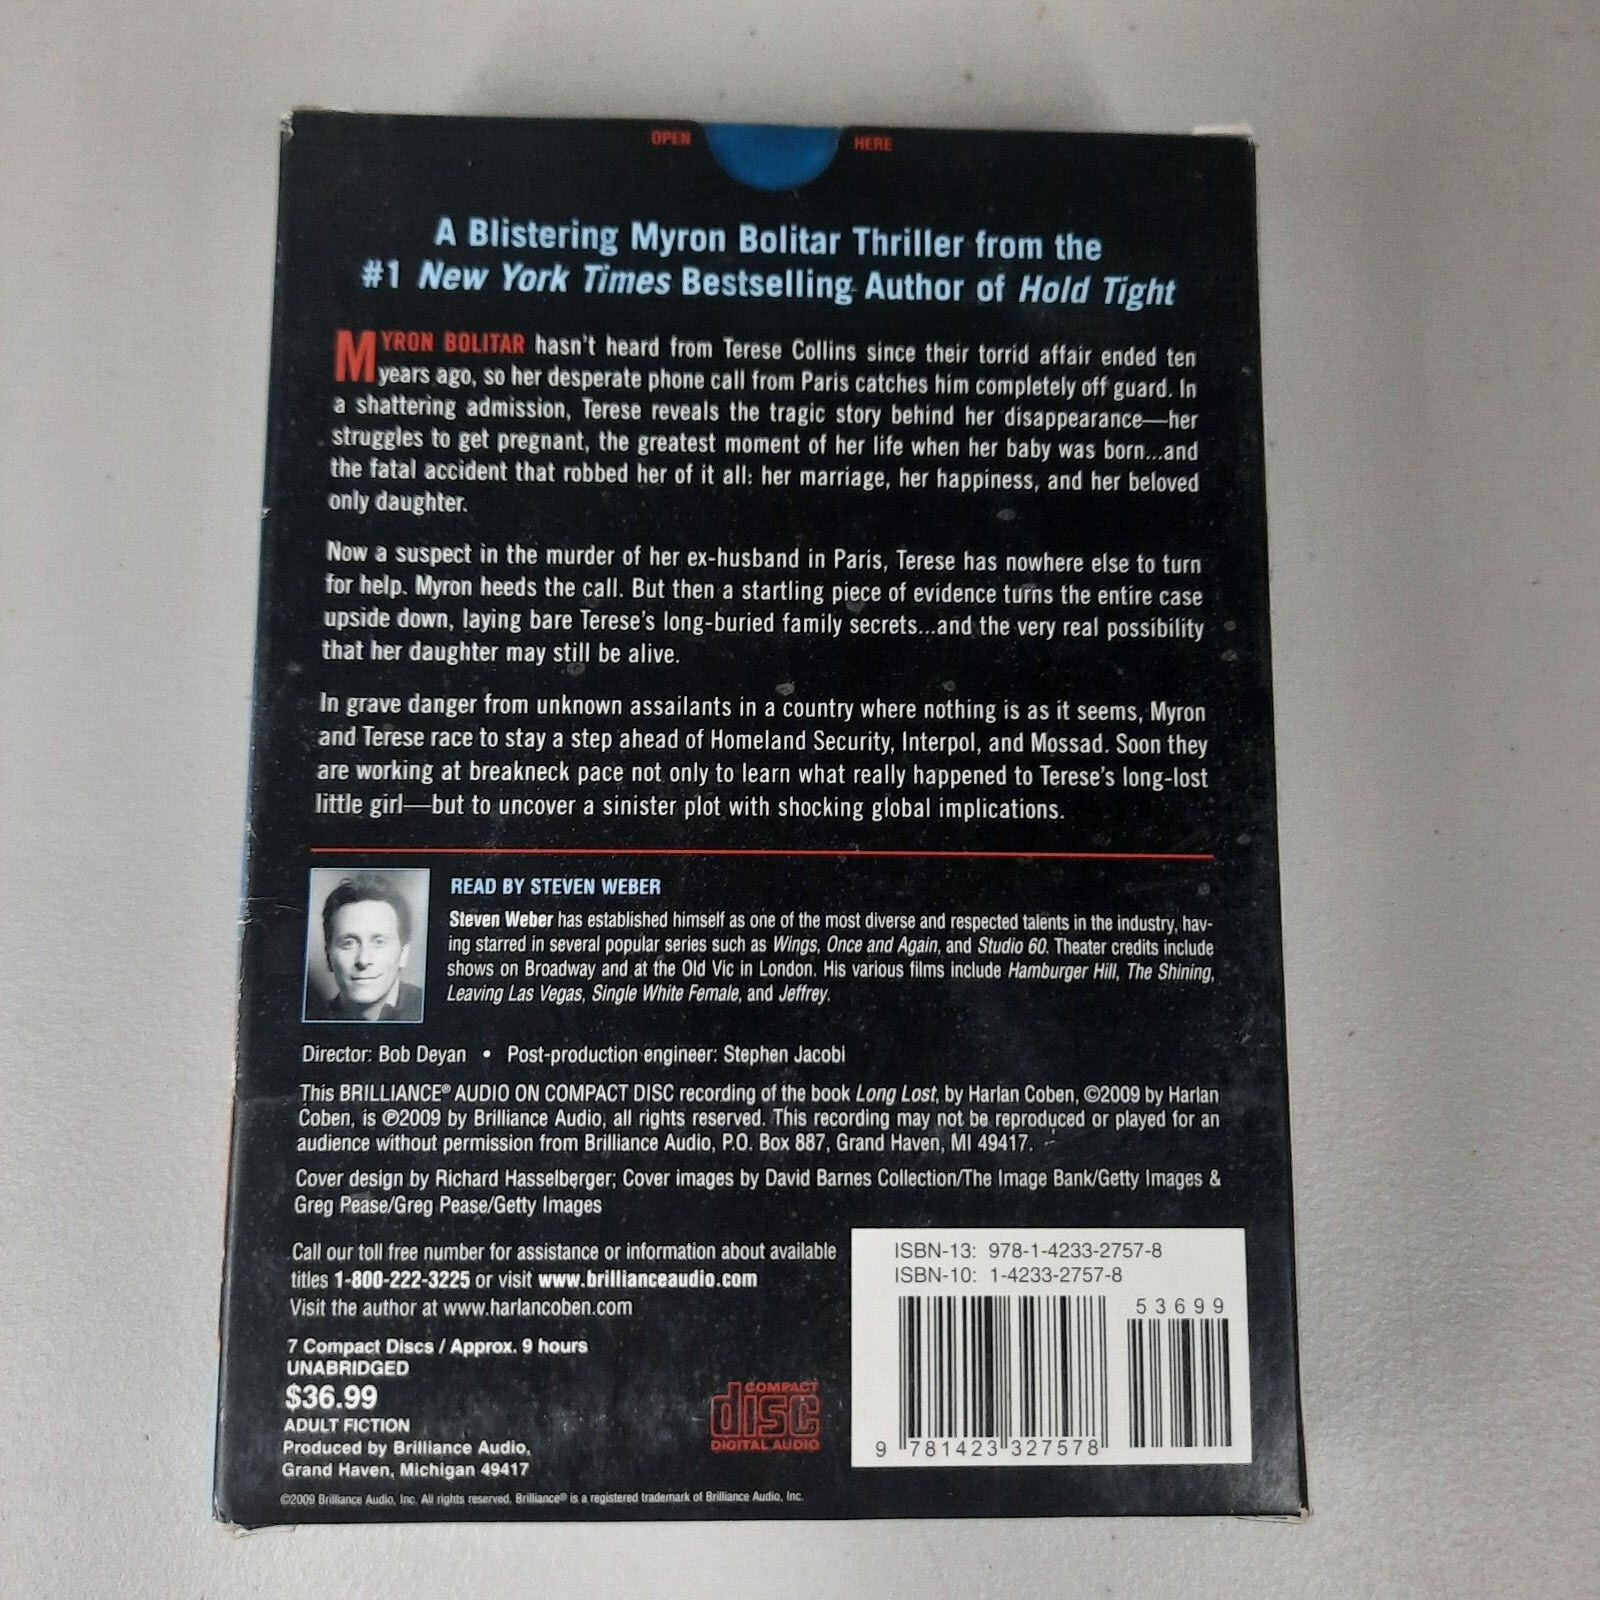 OPEN HERE
A Blistering Myron Bolitar Thriller from the
#1 New York Times Bestselling Author of Hold Tight
MYRON BOLITAR hasn't heard from Terese Collins since their torrid affair ended ten
years ago, so her desperate phone call from Paris catches him completely off guard. In
a shattering admission, Terese reveals the tragic story behind her disappearance—her
struggles to get pregnant, the greatest moment of her life when her baby was born...and
the fatal accident that robbed her of it all: her marriage, her happiness, and her beloved
only daughter.
Now a suspect in the murder of her ex-husband in Paris, Terese has nowhere else to turn
for help. Myron heeds the call. But then a startling piece of evidence turns the entire case
upside down, laying bare Terese's long-buried family secrets...and the very real possibility
that her daughter may still be alive.
In grave danger from unknown assailants in a country where nothing is as it seems, Myron
and Terese race to stay a step ahead of Homeland Security, Interpol, and Mossad. Soon they
are working at breakneck pace not only to learn what really happened to Terese's long-lost
little girl—but to uncover a sinister plot with shocking global implications.
READ BY STEVEN WEBER
Steven Weber has established himself as one of the most diverse and respected talents in the industry, hav-
ing starred in several popular series such as Wings, Once and Again, and Studio 60. Theater credits include
shows on Broadway and at the Old Vic in London. His various films include Hamburger Hill, The Shining,
Leaving Las Vegas, Single White Female, and Jeffrey.
Director: Bob Deyan • Post-production engineer: Stephen Jacobi
This BRILLIANCE® AUDIO ON COMPACT DISC recording of the book Long Lost, by Harlan Coben, ©2009 by Harlan
Coben, is ℗2009 by Brilliance Audio, all rights reserved. This recording may not be reproduced or played for an
audience without permission from Brilliance Audio, P.O. Box 887, Grand Haven, MI 49417.
Cover design by Richard Hasselberger; Cover images by David Barnes Collection/The Image Bank/Getty Images &
Greg Pease/Greg Pease/Getty Images
Call our toll free number for assistance or information about available
titles 1-800-222-3225 or visit www.brillianceaudio.com
Visit the author at www.harlancoben.com
7 Compact Discs / Approx. 9 hours
UNABRIDGED
$36.99
ADULT FICTION
Produced by Brilliance Audio,
Grand Haven, Michigan 49417
©2009 Brilliance Audio, Inc. All rights reserved. Brilliance® is a registered trademark of Brilliance Audio, Inc.
COMPACT
disc
DIGITAL AUDIO
ISBN-13: 978-1-4233-2757-8
ISBN-10: 1-4233-2757-8
53699
9 781423 327578